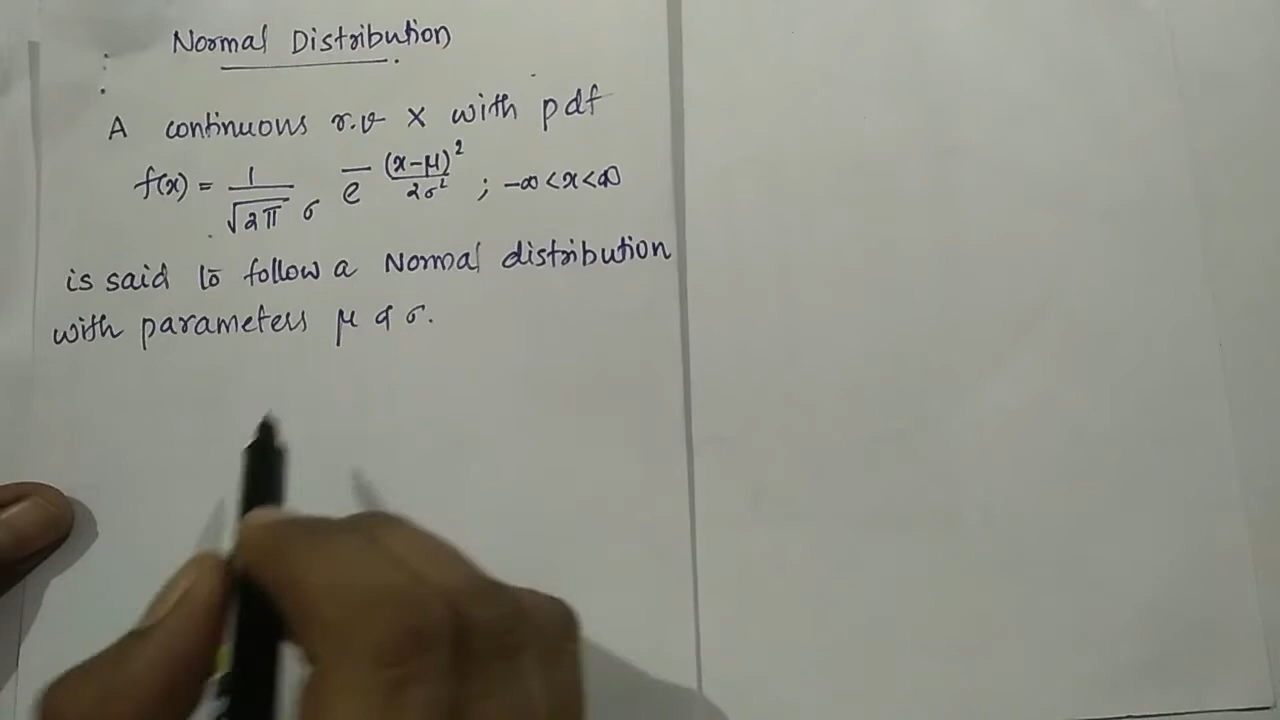 Normal Distribution
A continuous r.v X with pdf
f(x) = 1/√2π σ e^-(x-μ)²/2σ² ; -∞<x<∞
is said to follow a Normal distribution
with parameters μ & σ.